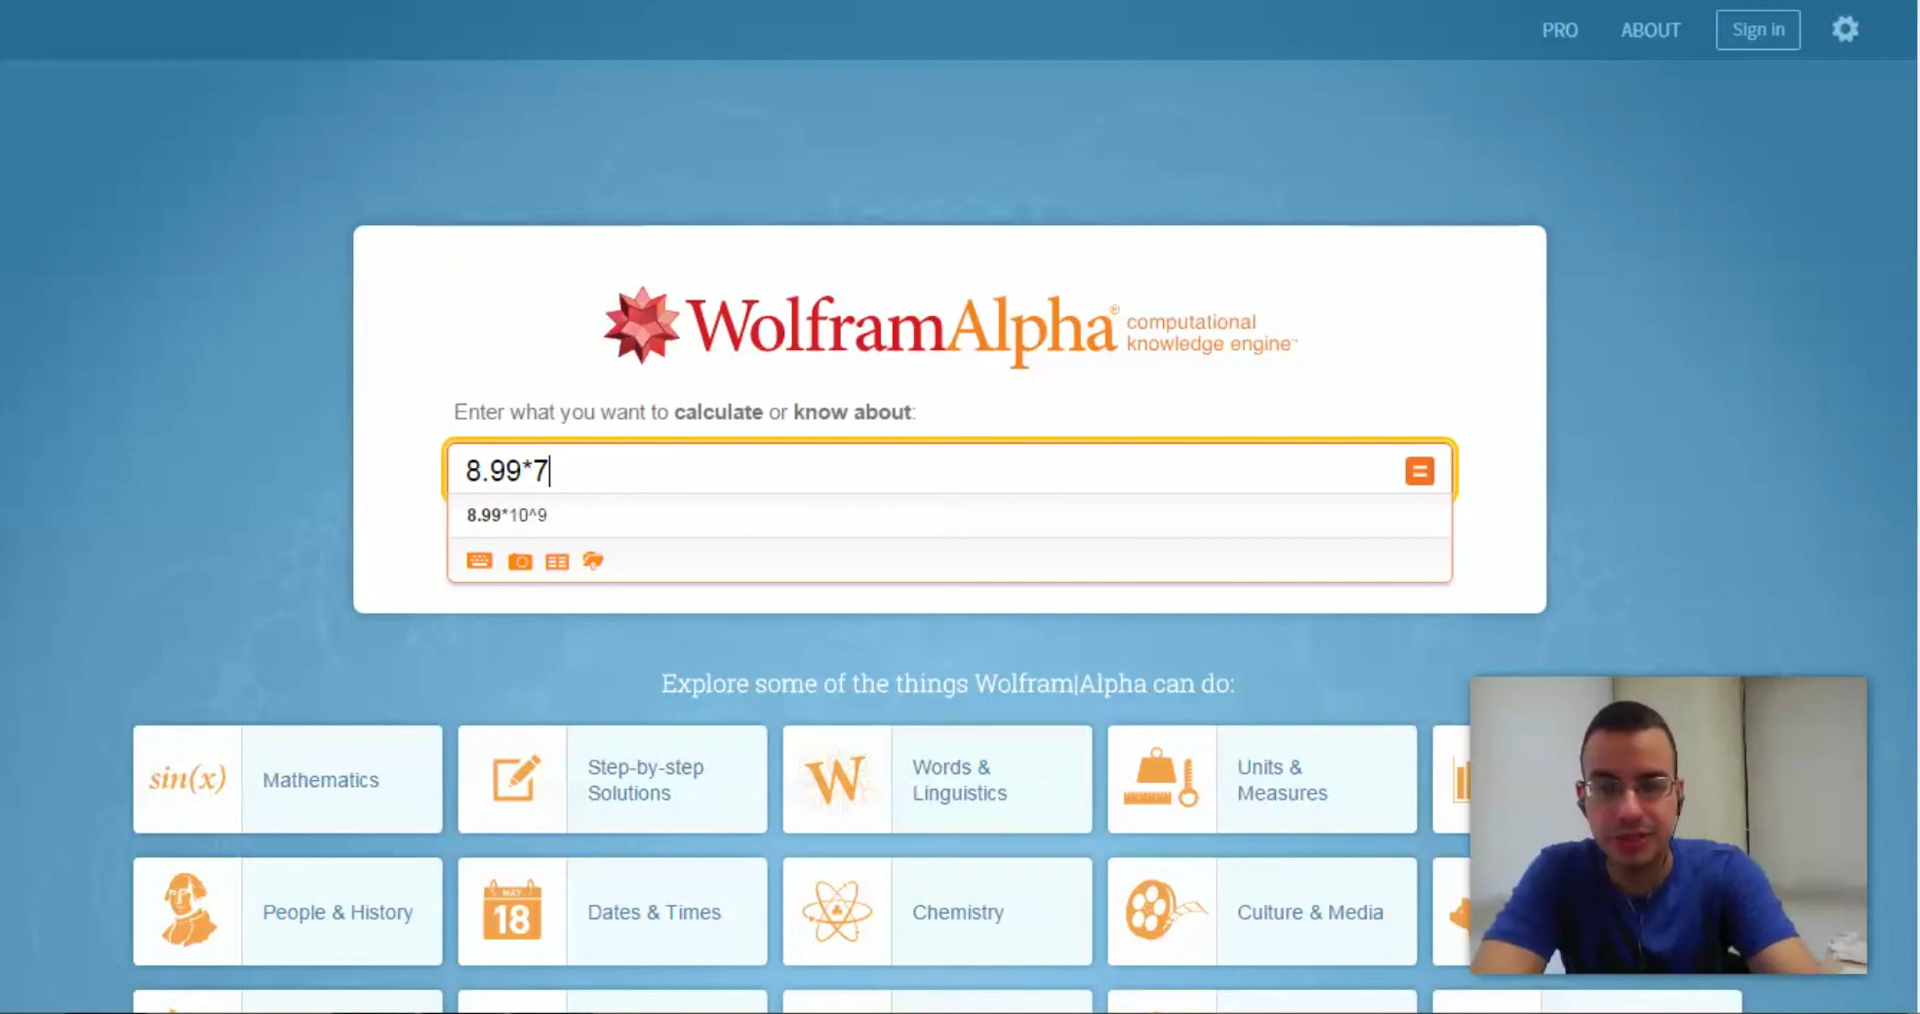 PRO ABOUT Sign in
WolframAlpha® computational
knowledge engine™
Enter what you want to calculate or know about:
8.99*7
=
8.99*10^9
Explore some of the things Wolfram|Alpha can do:
sin(x) Mathematics
Step-by-step
Solutions
W Words &
Linguistics
Units &
Measures
People & History
MAY
18 Dates & Times
Chemistry
Culture & Media